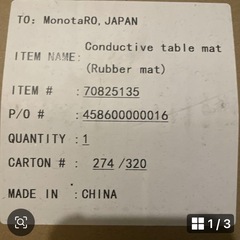 TO: MonotaRO, JAPAN
ITEM NAME: Conductive table mat
(Rubber mat)
ITEM # : 70825135
P/O # : 458600000016
QUANTITY : 1
CARTON # : 274 /320
MADE IN : CHINA
1/3